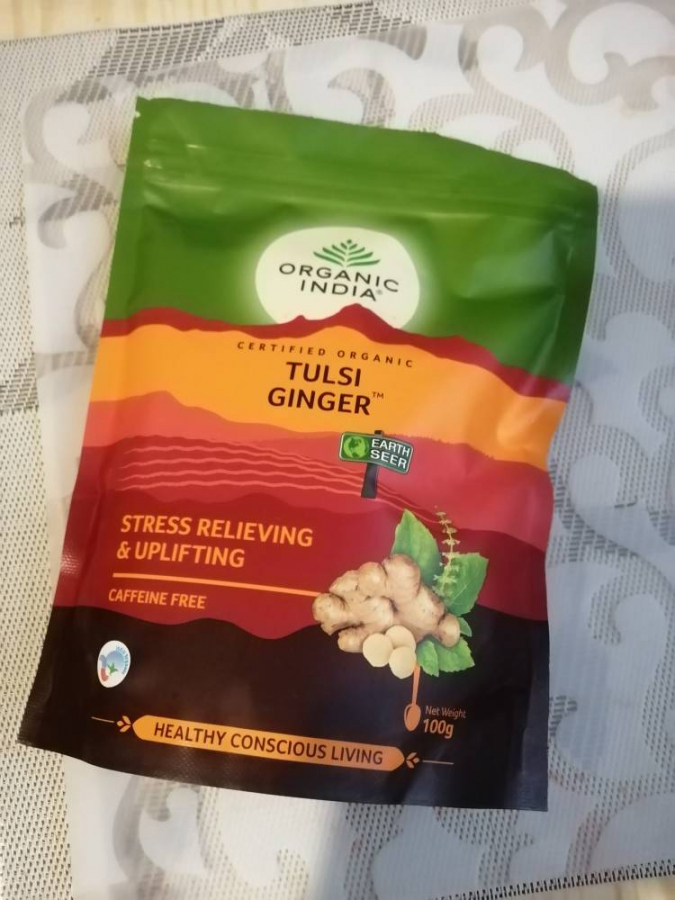 ORGANIC
INDIA®
CERTIFIED ORGANIC
TULSI
GINGER™
EARTH
SEER
STRESS RELIEVING
& UPLIFTING
CAFFEINE FREE
Net Weight
100g
HEALTHY CONSCIOUS LIVING